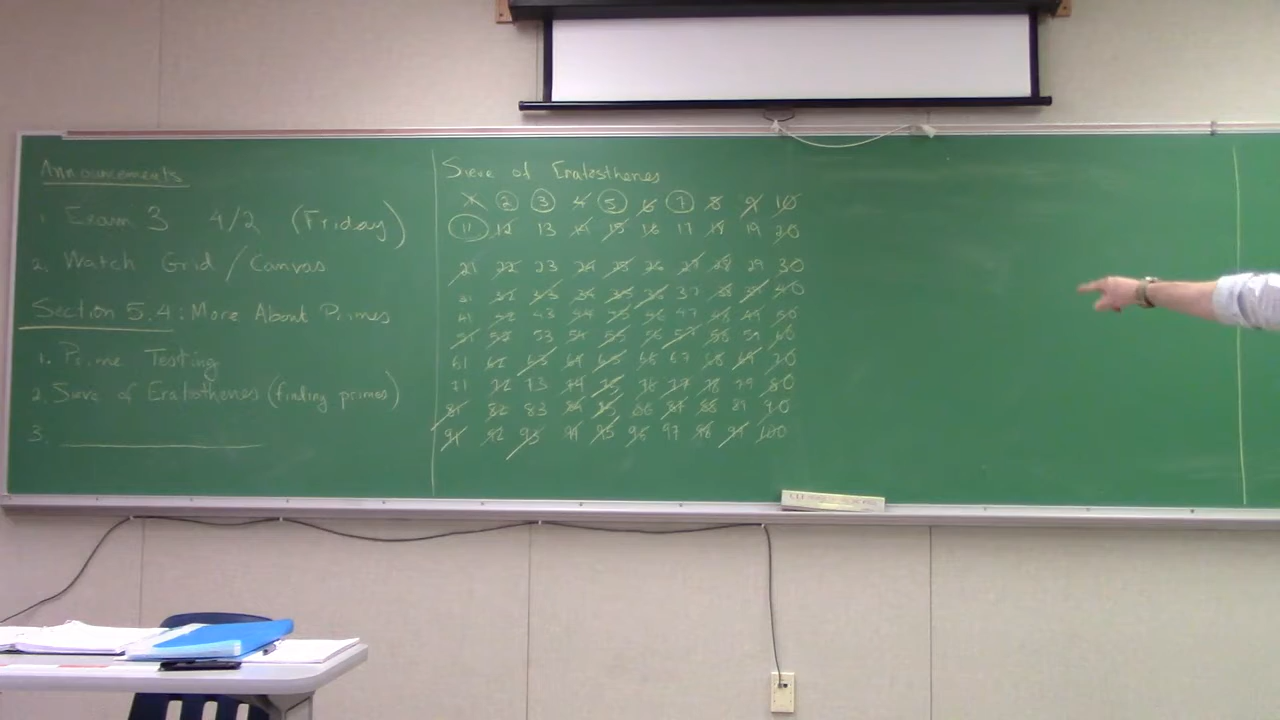 Announcements
1. Exam 3 4/2 (Friday)
2. Watch Grid/Canvas
Section 5.4: More About Primes
1. Prime Testing
2. Sieve of Eratosthenes (finding primes)
3.
Sieve of Eratosthenes
1 2 3 4 5 6 7 8 9 10
11 12 13 14 15 16 17 18 19 20
21 22 23 24 25 26 27 28 29 30
31 32 33 34 35 36 37 38 39 40
41 42 43 44 45 46 47 48 49 50
51 52 53 54 55 56 57 58 59 60
61 62 63 64 65 66 67 68 69 70
71 72 73 74 75 76 77 78 79 80
81 82 83 84 85 86 87 88 89 90
91 92 93 94 95 96 97 98 99 100